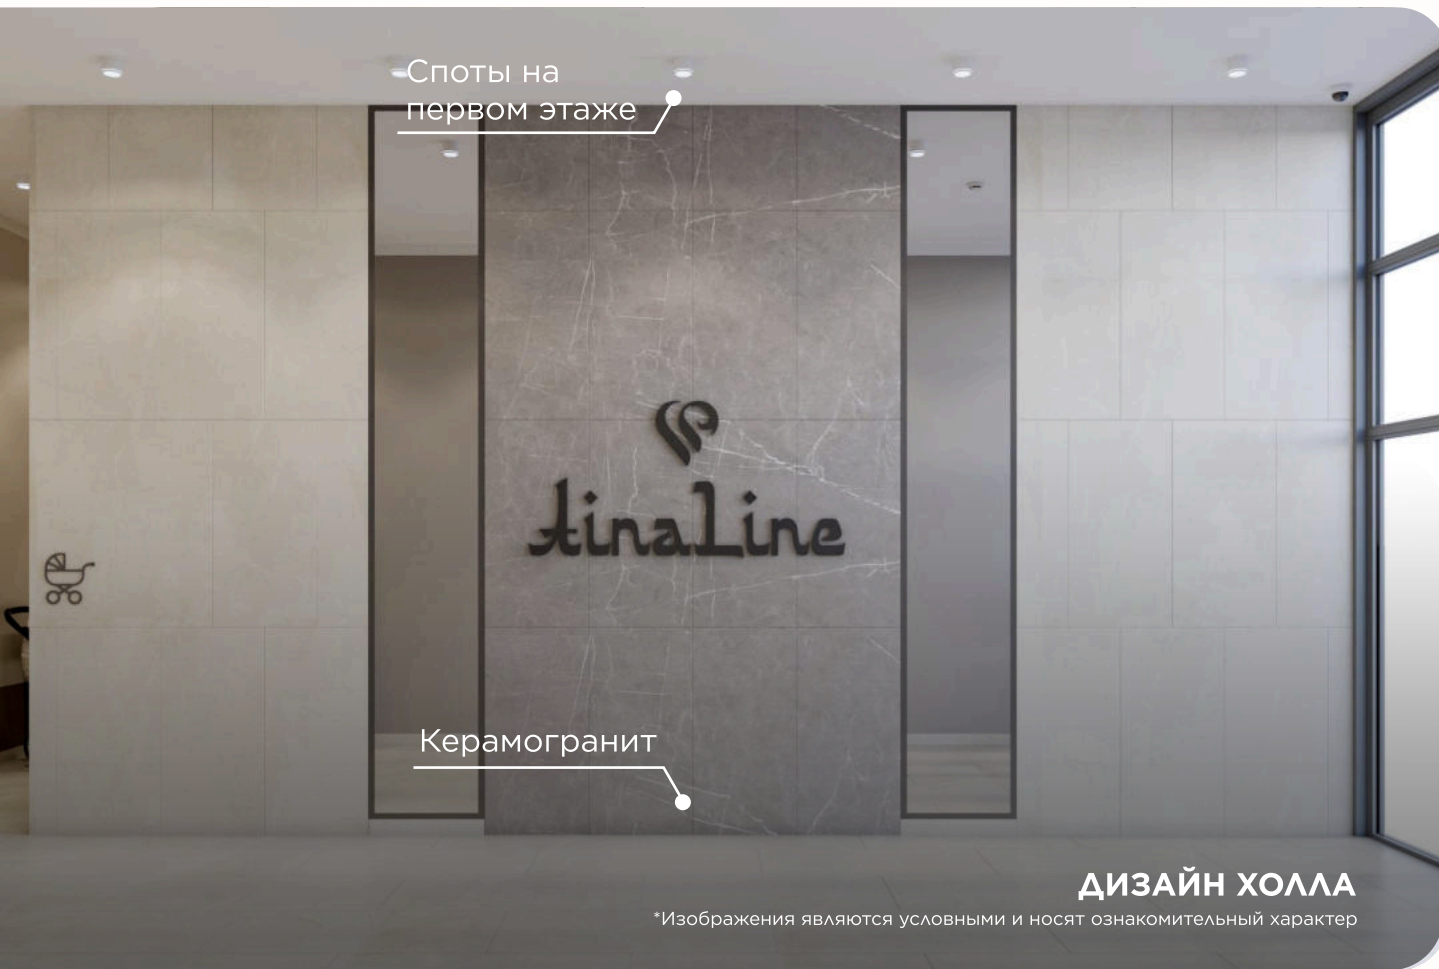 Споты на
первом этаже
AinaLine
Керамогранит
ДИЗАЙН ХОЛЛА
*Изображения являются условными и носят ознакомительный характер